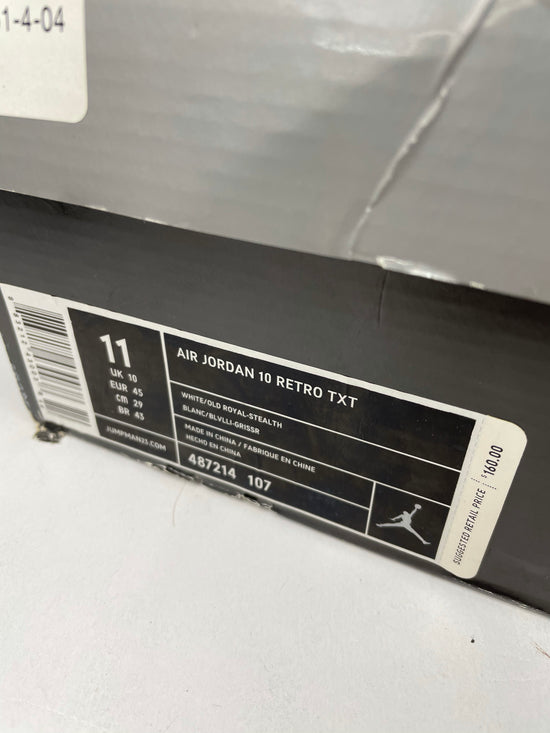 1-4-04
11
UK 10
EUR 45
CM 29
BR 43
JUMPMAN23.COM
AIR JORDAN 10 RETRO TXT
WHITE/OLD ROYAL-STEALTH
BLANC/BLVLLI-GRISSR
MADE IN CHINA / FABRIQUE EN CHINE
HECHO EN CHINA
487214 107
SUGGESTED RETAIL PRICE $160.00